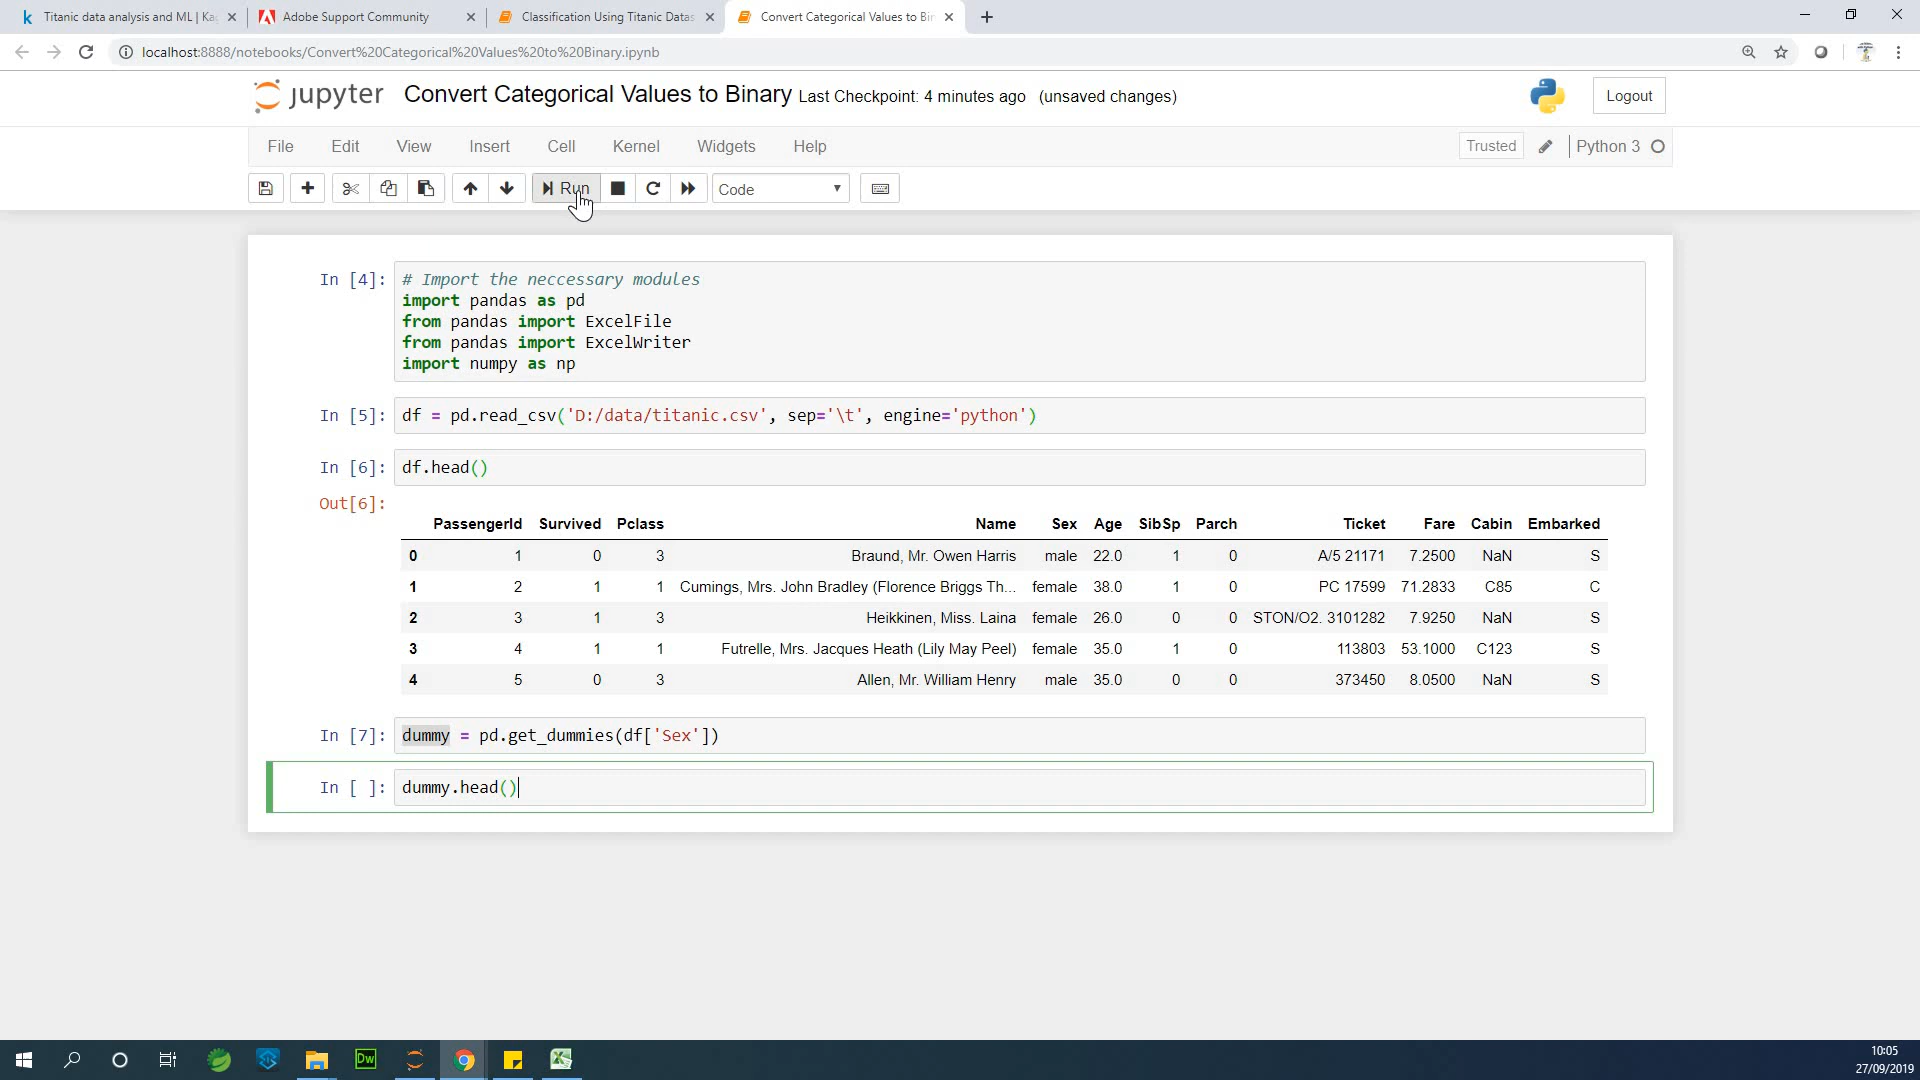 Titanic data analysis and ML | Kag
Adobe Support Community
Classification Using Titanic Datas
Convert Categorical Values to Bin
localhost:8888/notebooks/Convert%20Categorical%20Values%20to%20Binary.ipynb
jupyter Convert Categorical Values to Binary Last Checkpoint: 4 minutes ago (unsaved changes)
Logout
File Edit View Insert Cell Kernel Widgets Help
Trusted Python 3
Run Code
In [4]: # Import the neccessary modules
import pandas as pd
from pandas import ExcelFile
from pandas import ExcelWriter
import numpy as np
In [5]: df = pd.read_csv('D:/data/titanic.csv', sep='\t', engine='python')
In [6]: df.head()
Out[6]:
PassengerId Survived Pclass Name Sex Age SibSp Parch Ticket Fare Cabin Embarked
0 1 0 3 Braund, Mr. Owen Harris male 22.0 1 0 A/5 21171 7.2500 NaN S
1 2 1 1 Cumings, Mrs. John Bradley (Florence Briggs Th... female 38.0 1 0 PC 17599 71.2833 C85 C
2 3 1 3 Heikkinen, Miss. Laina female 26.0 0 0 STON/O2. 3101282 7.9250 NaN S
3 4 1 1 Futrelle, Mrs. Jacques Heath (Lily May Peel) female 35.0 1 0 113803 53.1000 C123 S
4 5 0 3 Allen, Mr. William Henry male 35.0 0 0 373450 8.0500 NaN S
In [7]: dummy = pd.get_dummies(df['Sex'])
In [ ]: dummy.head()
Dw
10:05
27/09/2019